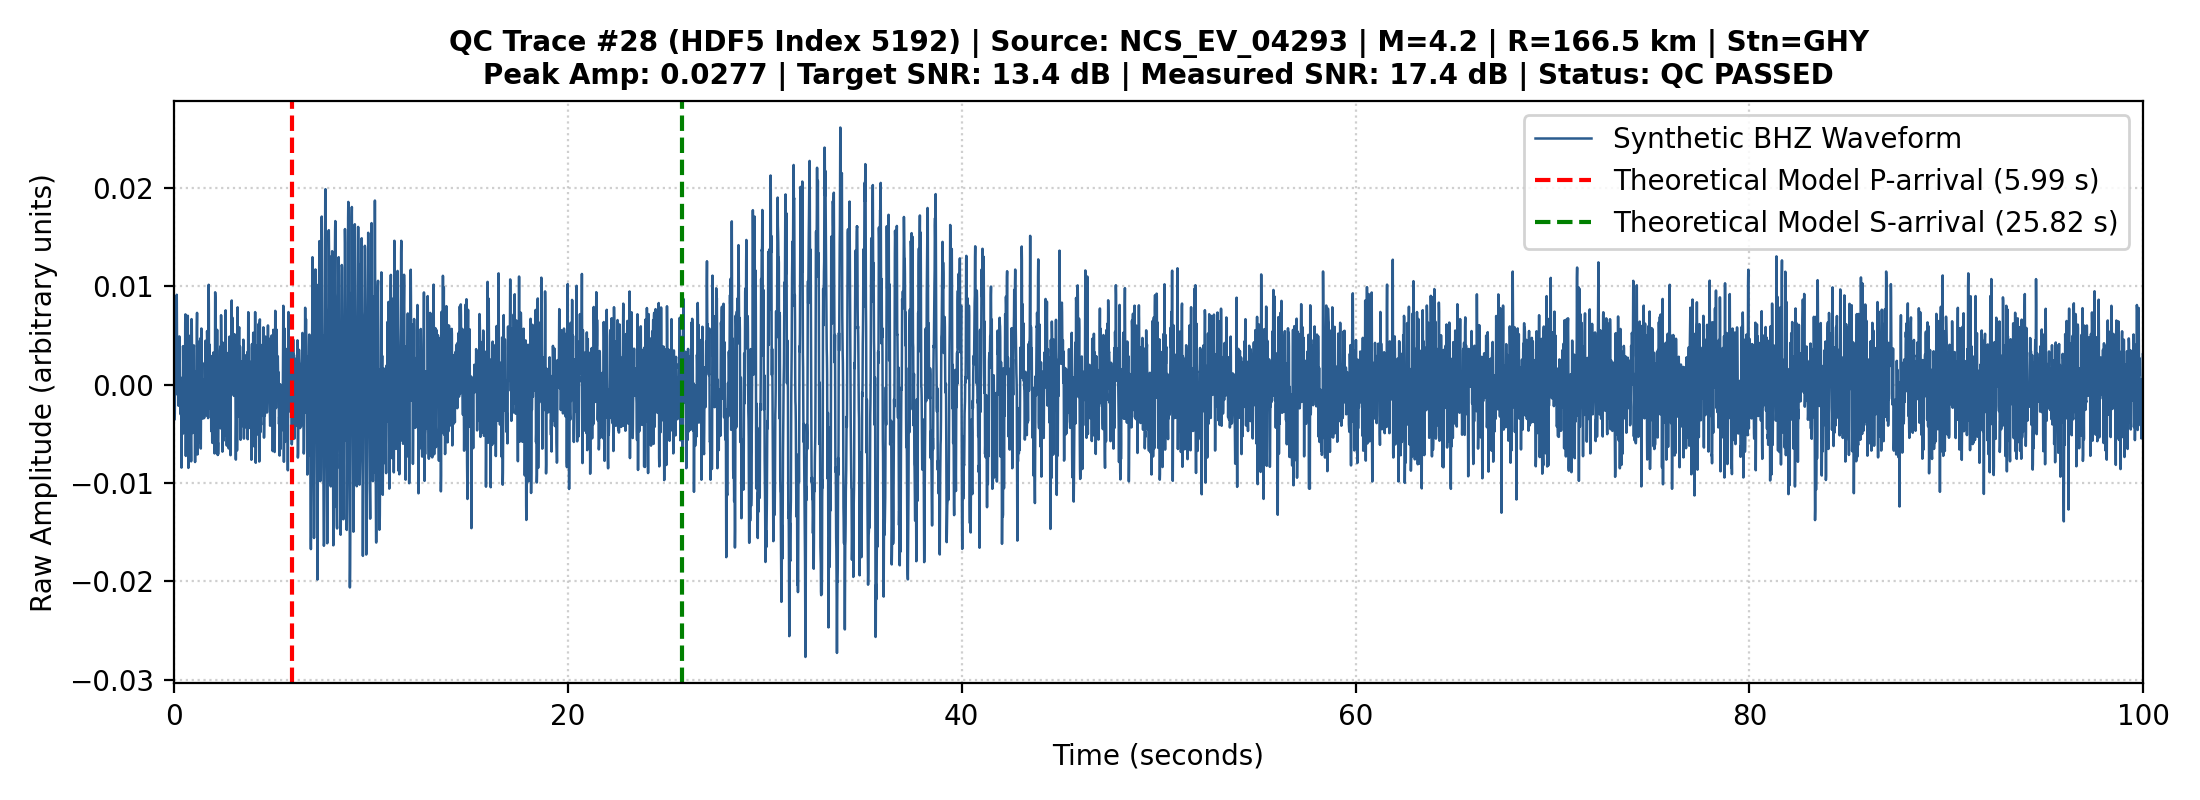 QC Trace #28 (HDF5 Index 5192) | Source: NCS_EV_04293 | M=4.2 | R=166.5 km | Stn=GHY
Peak Amp: 0.0277 | Target SNR: 13.4 dB | Measured SNR: 17.4 dB | Status: QC PASSED
Synthetic BHZ Waveform
Theoretical Model P-arrival (5.99 s)
Theoretical Model S-arrival (25.82 s)
Raw Amplitude (arbitrary units)
0.02
0.01
0.00
−0.01
−0.02
−0.03
0 20 40 60 80 100
Time (seconds)